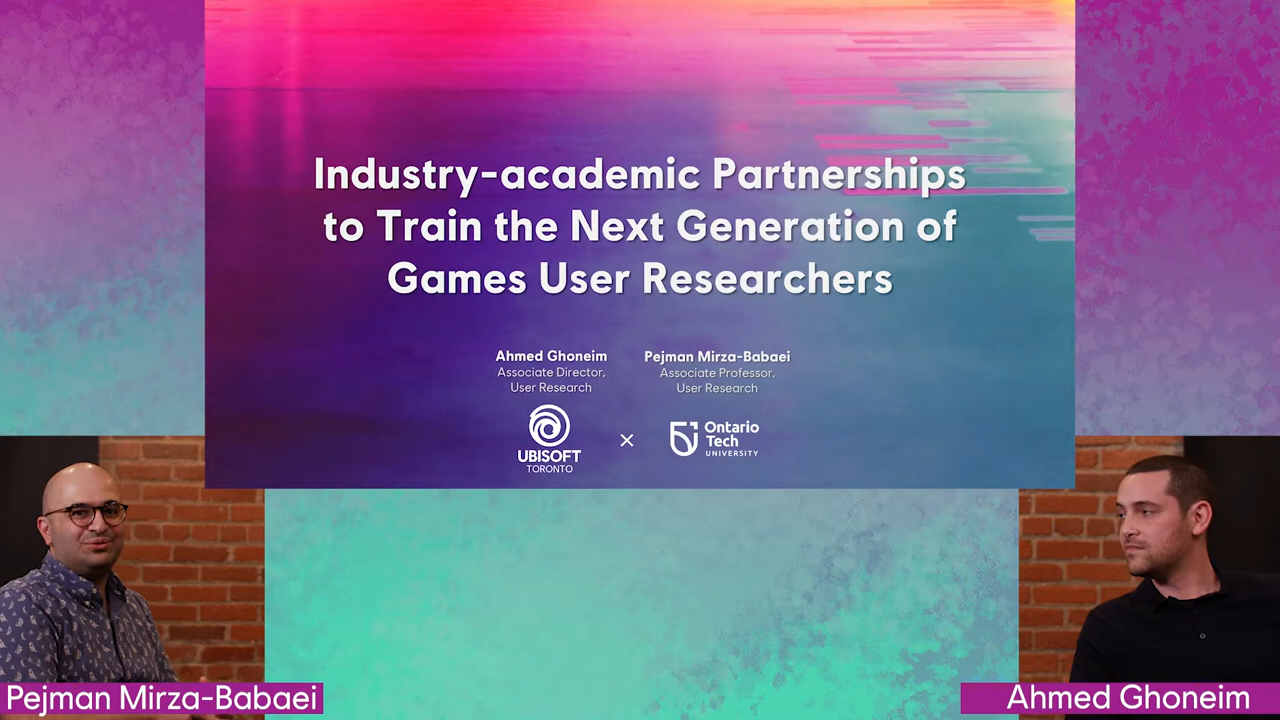 Industry-academic Partnerships
to Train the Next Generation of
Games User Researchers
Ahmed Ghoneim
Associate Director,
User Research
UBISOFT
TORONTO
×
Pejman Mirza-Babaei
Associate Professor,
User Research
Ontario
Tech
UNIVERSITY
Pejman Mirza-Babaei
Ahmed Ghoneim